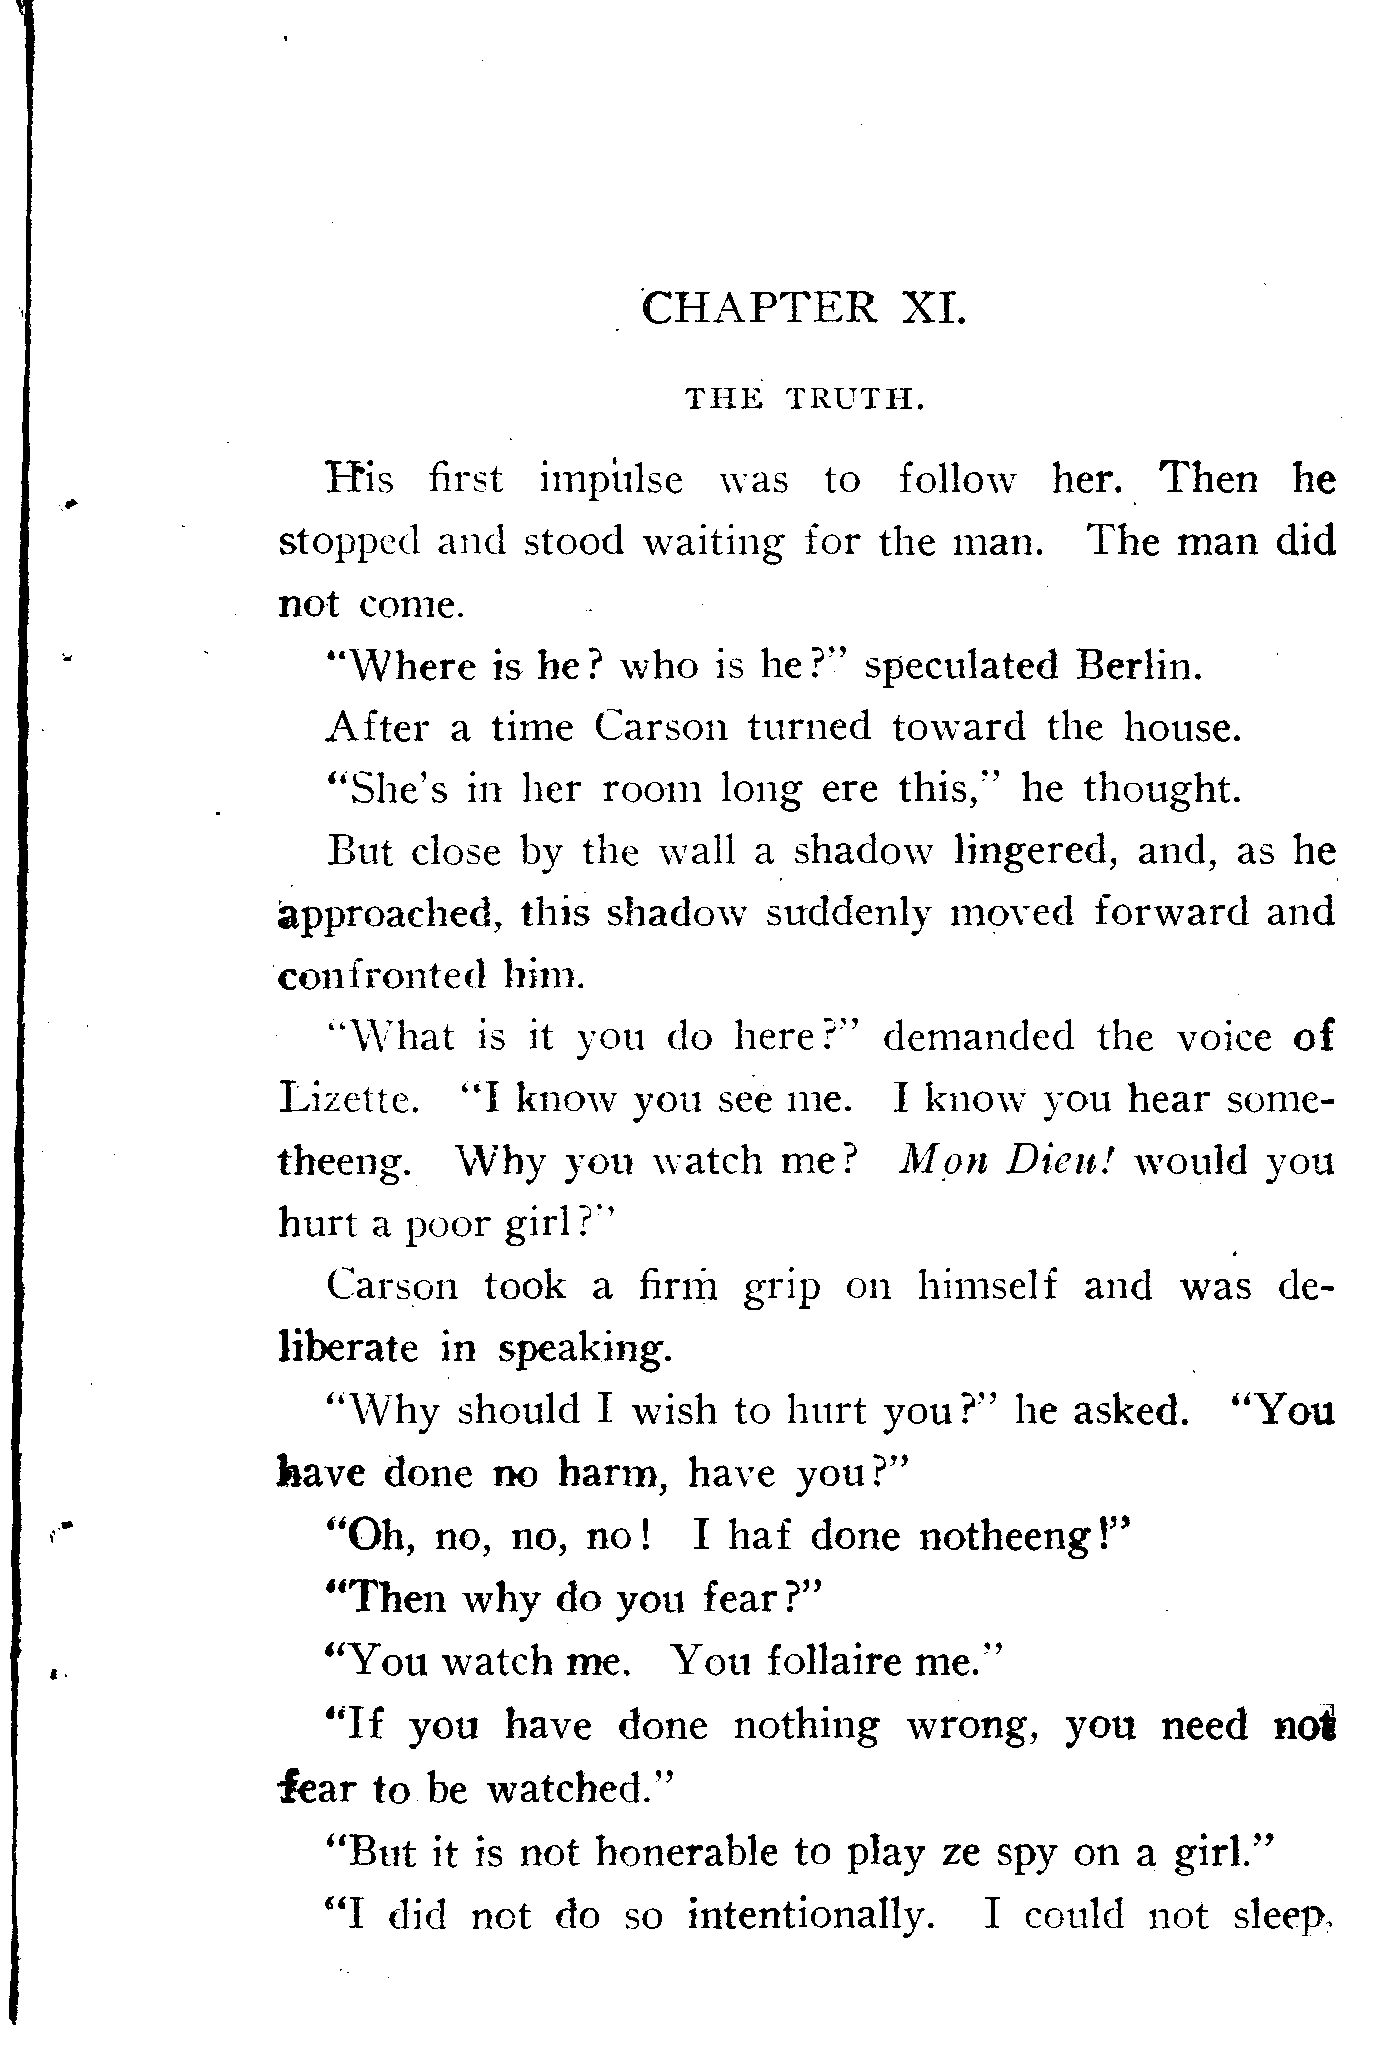 CHAPTER XI.
THE TRUTH.
His first impulse was to follow her. Then he
stopped and stood waiting for the man. The man did
not come.
"Where is he? who is he?" speculated Berlin.
After a time Carson turned toward the house.
"She's in her room long ere this," he thought.
But close by the wall a shadow lingered, and, as he
approached, this shadow suddenly moved forward and
confronted him.
"What is it you do here?" demanded the voice of
Lizette. "I know you see me. I know you hear some-
theeng. Why you watch me? Mon Dieu! would you
hurt a poor girl?"
Carson took a firm grip on himself and was de-
liberate in speaking.
"Why should I wish to hurt you?" he asked. "You
have done no harm, have you?"
"Oh, no, no, no! I haf done notheeng!"
"Then why do you fear?"
"You watch me. You follaire me."
"If you have done nothing wrong, you need not
fear to be watched."
"But it is not honerable to play ze spy on a girl."
"I did not do so intentionally. I could not sleep,